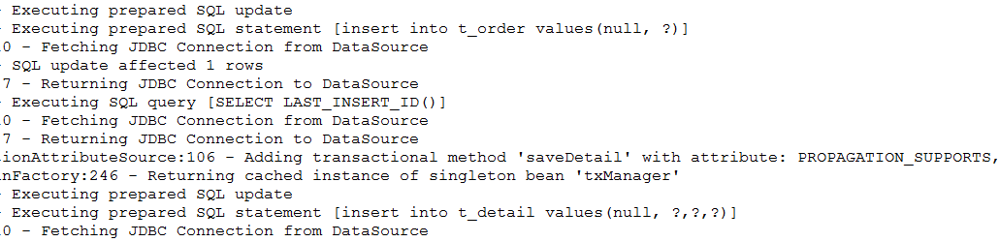 - Executing prepared SQL update
- Executing prepared SQL statement [insert into t_order values(null, ?)]
0 - Fetching JDBC Connection from DataSource
- SQL update affected 1 rows
7 - Returning JDBC Connection to DataSource
- Executing SQL query [SELECT LAST_INSERT_ID()]
0 - Fetching JDBC Connection from DataSource
7 - Returning JDBC Connection to DataSource
ionAttributeSource:106 - Adding transactional method 'saveDetail' with attribute: PROPAGATION_SUPPORTS,
nFactory:246 - Returning cached instance of singleton bean 'txManager'
- Executing prepared SQL update
- Executing prepared SQL statement [insert into t_detail values(null, ?,?,?)]
0 - Fetching JDBC Connection from DataSource